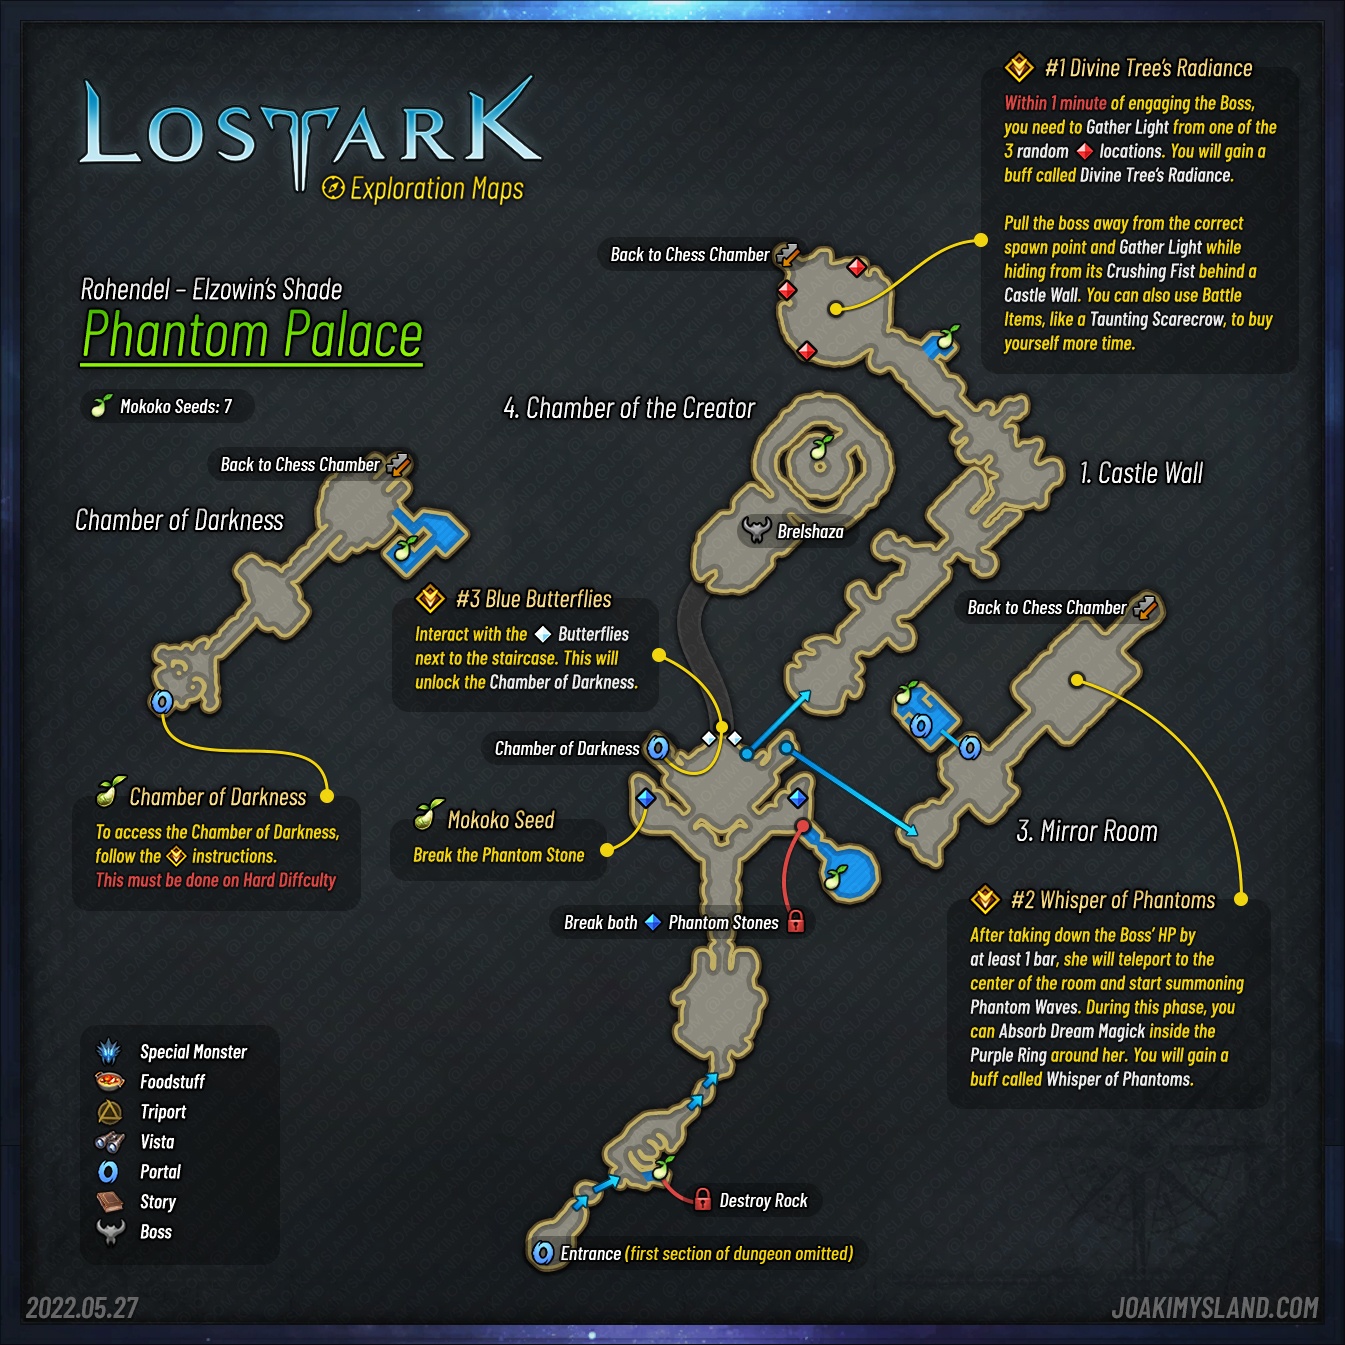 LOST ARK
Exploration Maps
Rohendel – Elzowin's Shade
Phantom Palace
Mokoko Seeds: 7
#1 Divine Tree's Radiance
Within 1 minute of engaging the Boss,
you need to Gather Light from one of the
3 random locations. You will gain a
buff called Divine Tree's Radiance.
Pull the boss away from the correct
spawn point and Gather Light while
hiding from its Crushing Fist behind a
Castle Wall. You can also use Battle
Items, like a Taunting Scarecrow, to buy
yourself more time.
Back to Chess Chamber
4. Chamber of the Creator
1. Castle Wall
Back to Chess Chamber
Chamber of Darkness
Brelshaza
#3 Blue Butterflies
Interact with the Butterflies
next to the staircase. This will
unlock the Chamber of Darkness.
Back to Chess Chamber
Chamber of Darkness
Chamber of Darkness
To access the Chamber of Darkness,
follow the instructions.
This must be done on Hard Diffculty
Mokoko Seed
Break the Phantom Stone
3. Mirror Room
Break both Phantom Stones
#2 Whisper of Phantoms
After taking down the Boss' HP by
at least 1 bar, she will teleport to the
center of the room and start summoning
Phantom Waves. During this phase, you
can Absorb Dream Magick inside the
Purple Ring around her. You will gain a
buff called Whisper of Phantoms.
Special Monster
Foodstuff
Triport
Vista
Portal
Story
Boss
Destroy Rock
Entrance (first section of dungeon omitted)
2022.05.27
JOAKIMYSLAND.COM